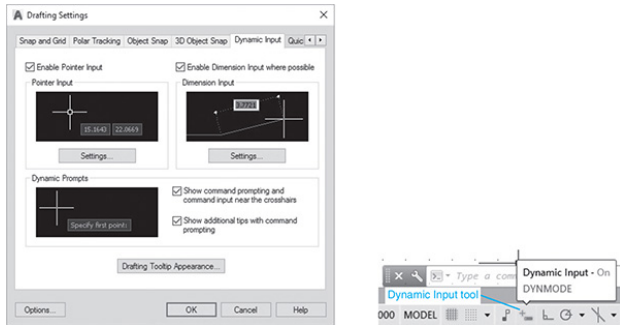 Drafting Settings
Snap and Grid Polar Tracking Object Snap 3D Object Snap Dynamic Input Quic
Enable Pointer Input
Enable Dimension Input where possible
Pointer Input
Dimension Input
15.1643 22.0669
3.7721
Settings...
Settings...
Dynamic Prompts
Specify first point:
Show command prompting and
command input near the crosshairs
Show additional tips with command
prompting
Drafting Tooltip Appearance...
Options...
OK Cancel Help
Type a com
Dynamic Input - On
DYNMODE
Dynamic Input tool
000 MODEL